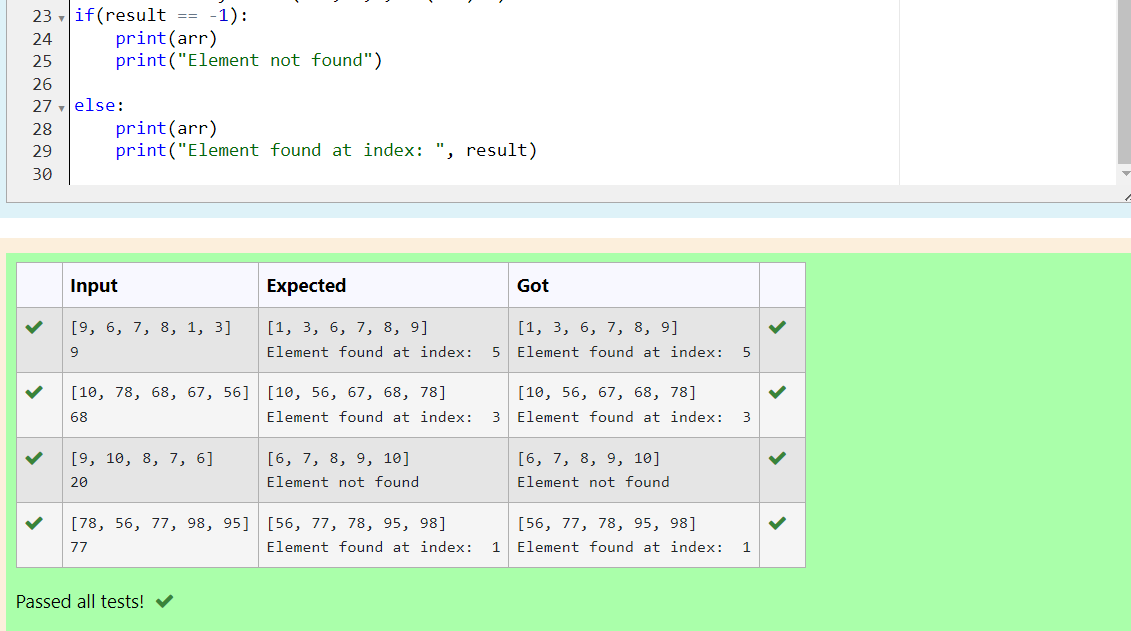 23 if(result == -1):
24     print(arr)
25     print("Element not found")
26
27 else:
28     print(arr)
29     print("Element found at index: ", result)
30
Input Expected Got
[9, 6, 7, 8, 1, 3] [1, 3, 6, 7, 8, 9] [1, 3, 6, 7, 8, 9]
9 Element found at index:  5 Element found at index:  5
[10, 78, 68, 67, 56] [10, 56, 67, 68, 78] [10, 56, 67, 68, 78]
68 Element found at index:  3 Element found at index:  3
[9, 10, 8, 7, 6] [6, 7, 8, 9, 10] [6, 7, 8, 9, 10]
20 Element not found Element not found
[78, 56, 77, 98, 95] [56, 77, 78, 95, 98] [56, 77, 78, 95, 98]
77 Element found at index:  1 Element found at index:  1
Passed all tests!